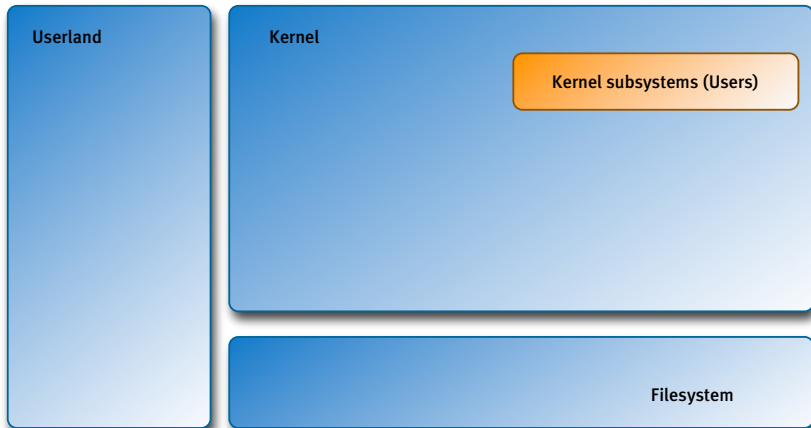 Userland
Kernel
Kernel subsystems (Users)
Filesystem